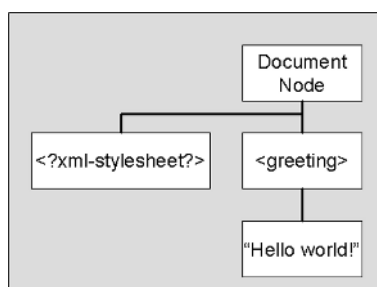 Document
Node
<?xml-stylesheet?>
<greeting>
“Hello world!”